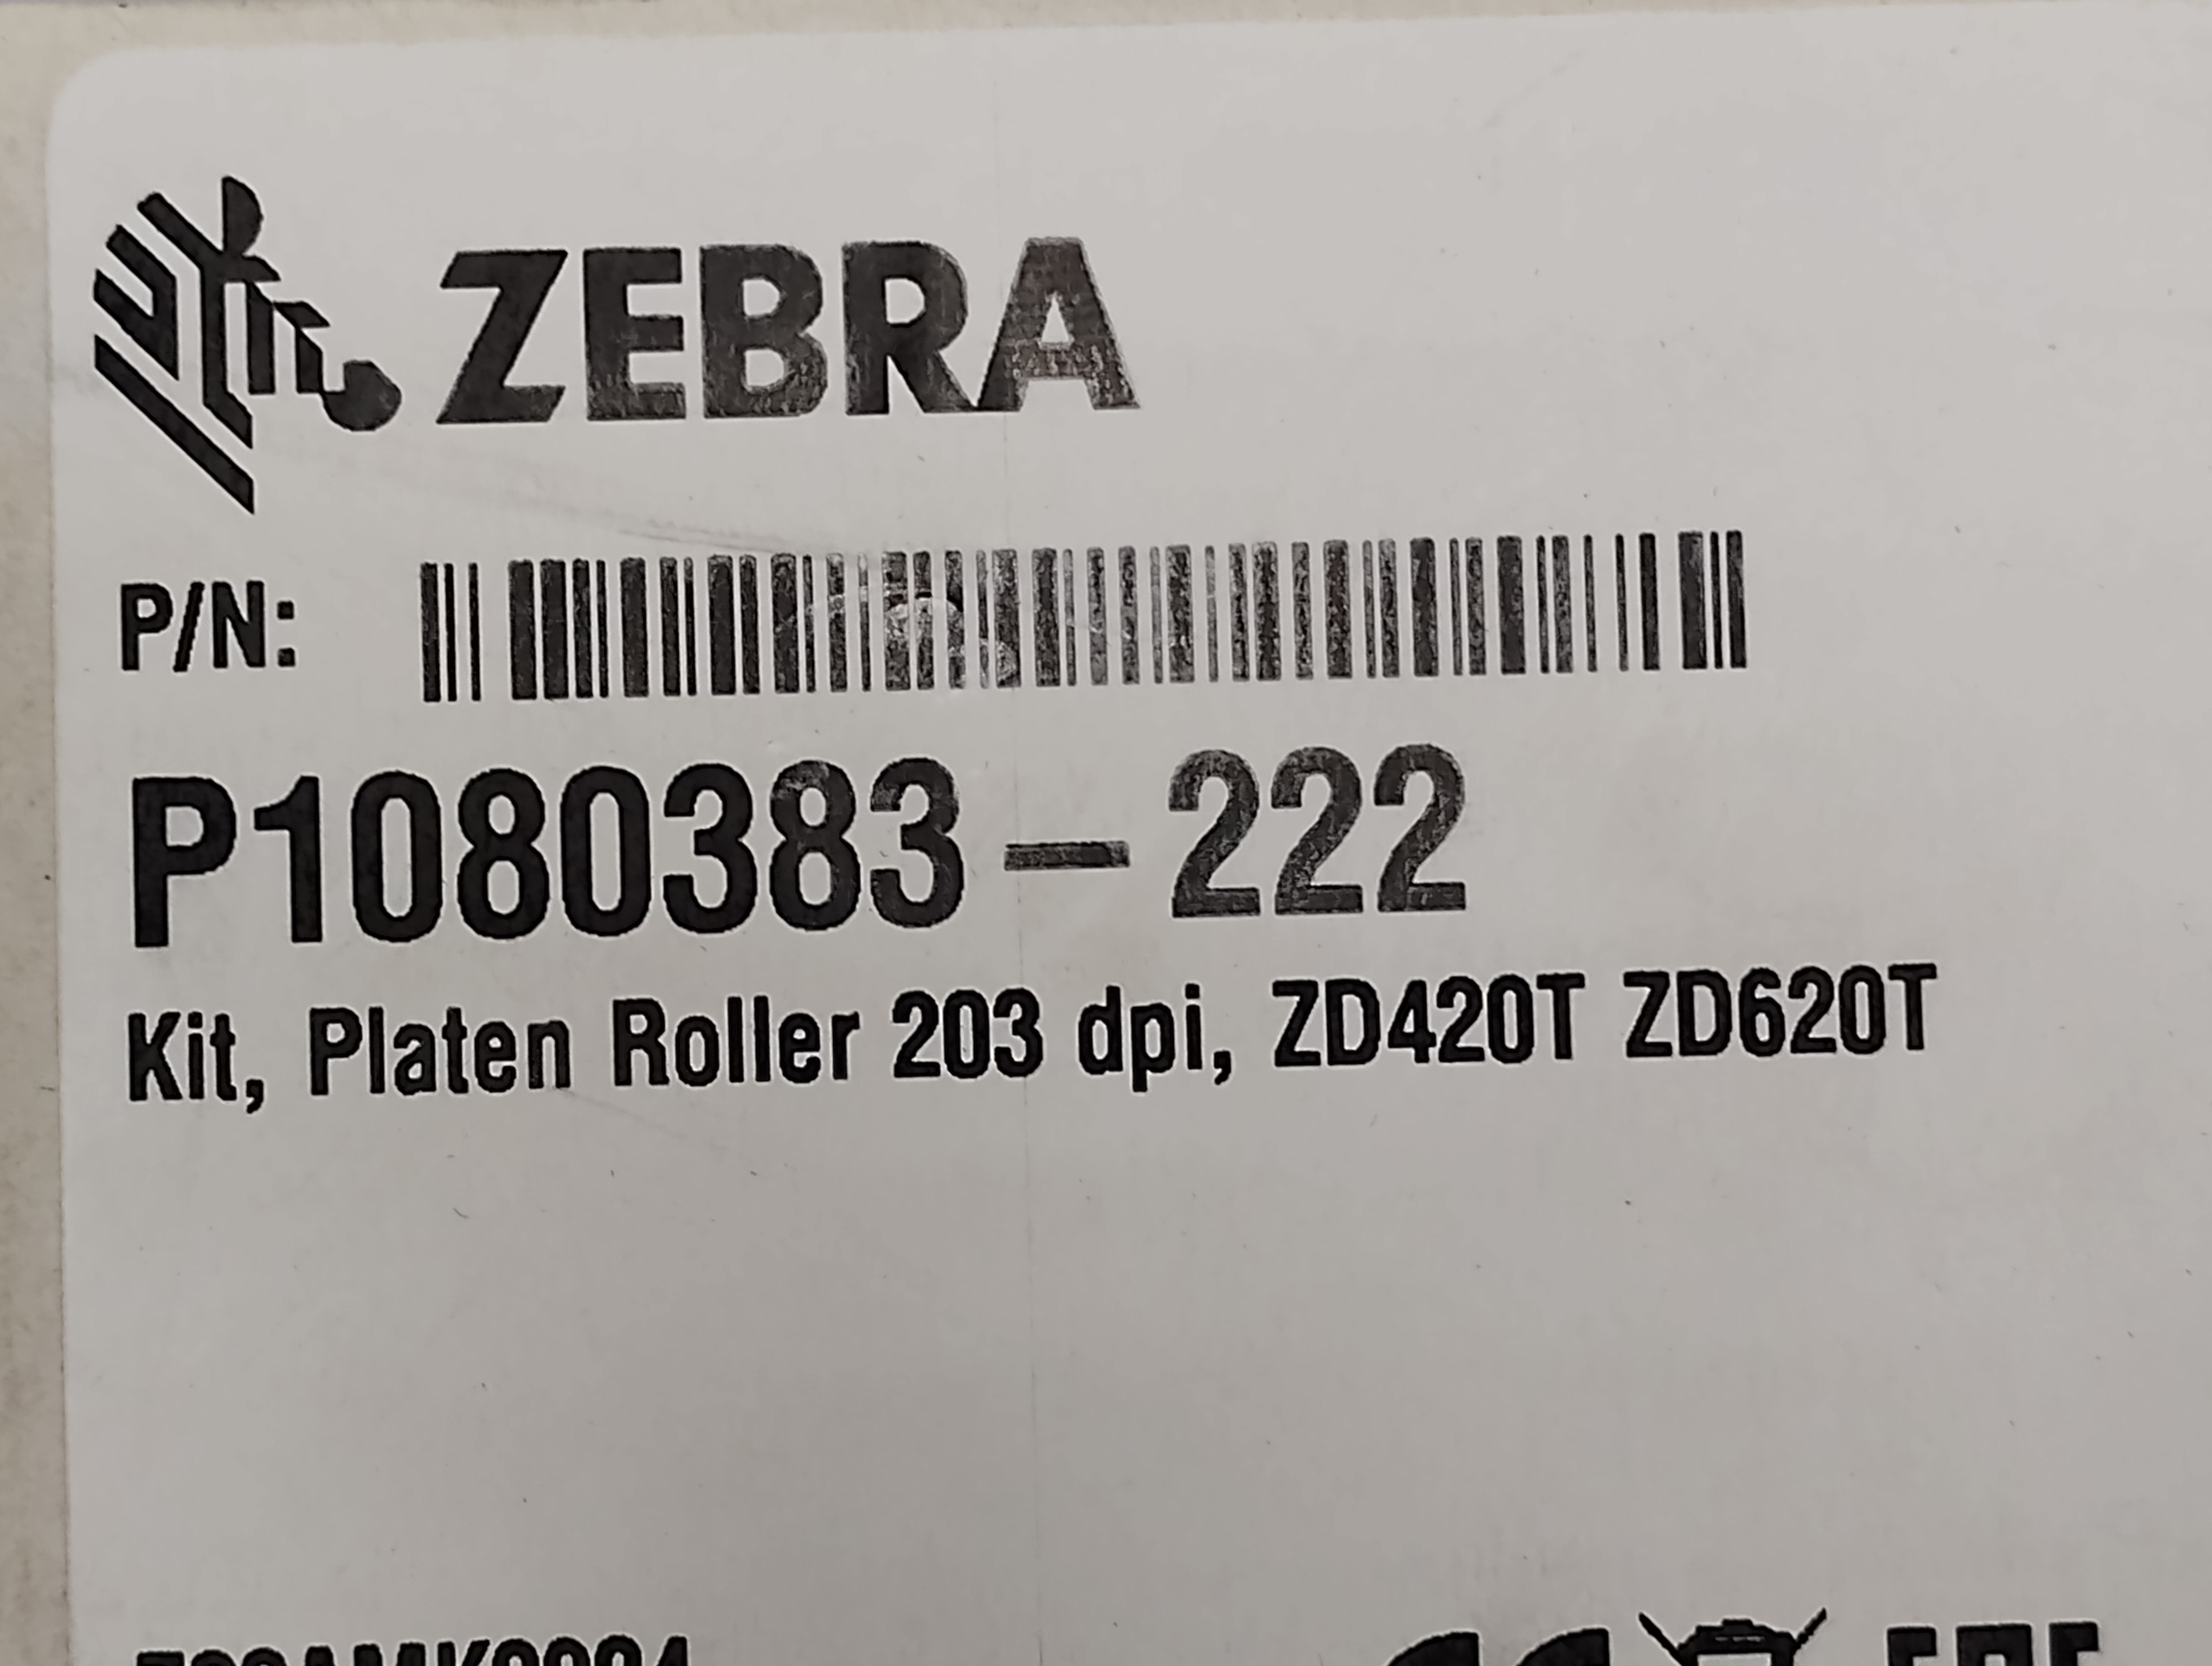 ZEBRA
P/N:
P1080383-222
Kit, Platen Roller 203 dpi, ZD420T ZD620T